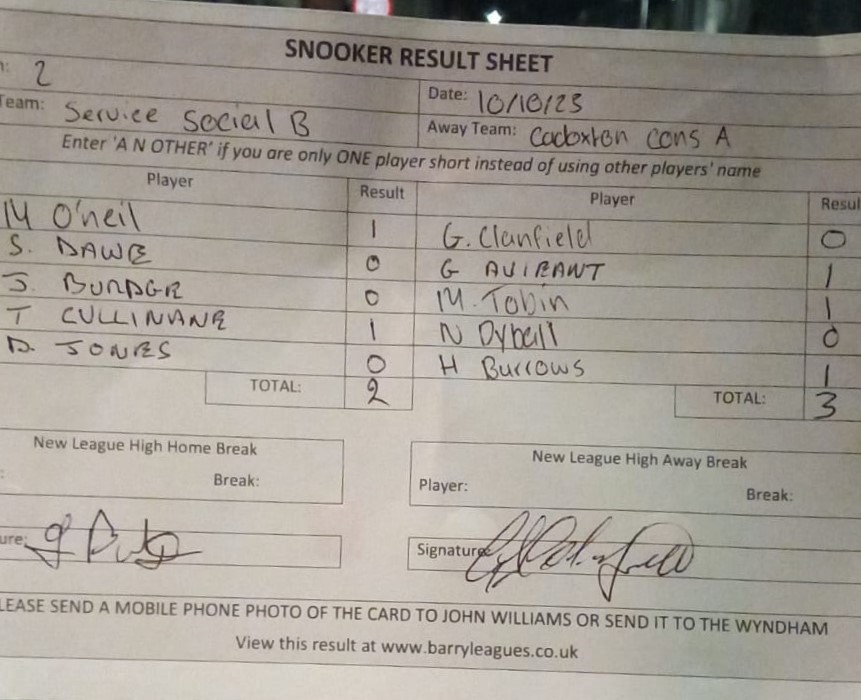 SNOOKER RESULT SHEET
: 2
Date: 10/10/23
Team: Service Social B
Away Team: Cadoxton Cons A
Enter 'A N OTHER' if you are only ONE player short instead of using other players' name
Player Result Player Resul
M O'neil 1 G. Clanfield 0
S. DAWE 0 G AVIRANT 1
J. BURDGE 0 M. Tobin 1
T CULLINANE 1 N Dyball 0
D. JONES 0 H Burrows 1
TOTAL: 2 TOTAL: 3
New League High Home Break New League High Away Break
Break: Player: Break:
ure: Signature:
LEASE SEND A MOBILE PHONE PHOTO OF THE CARD TO JOHN WILLIAMS OR SEND IT TO THE WYNDHAM
View this result at www.barryleagues.co.uk